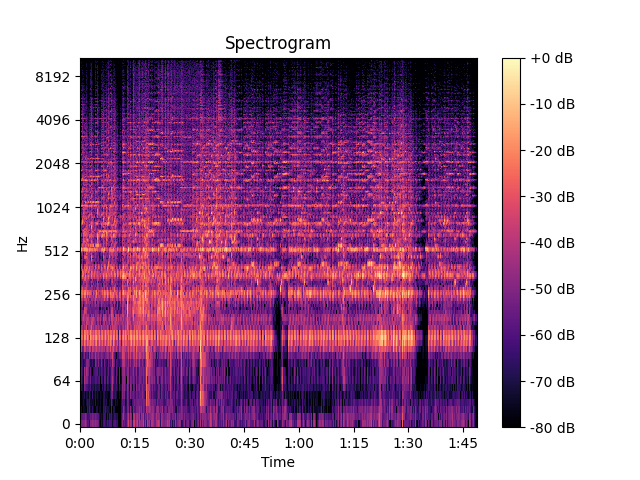 Spectrogram
8192
4096
2048
1024
512
256
128
64
0
Hz
0:00 0:15 0:30 0:45 1:00 1:15 1:30 1:45
Time
+0 dB
-10 dB
-20 dB
-30 dB
-40 dB
-50 dB
-60 dB
-70 dB
-80 dB